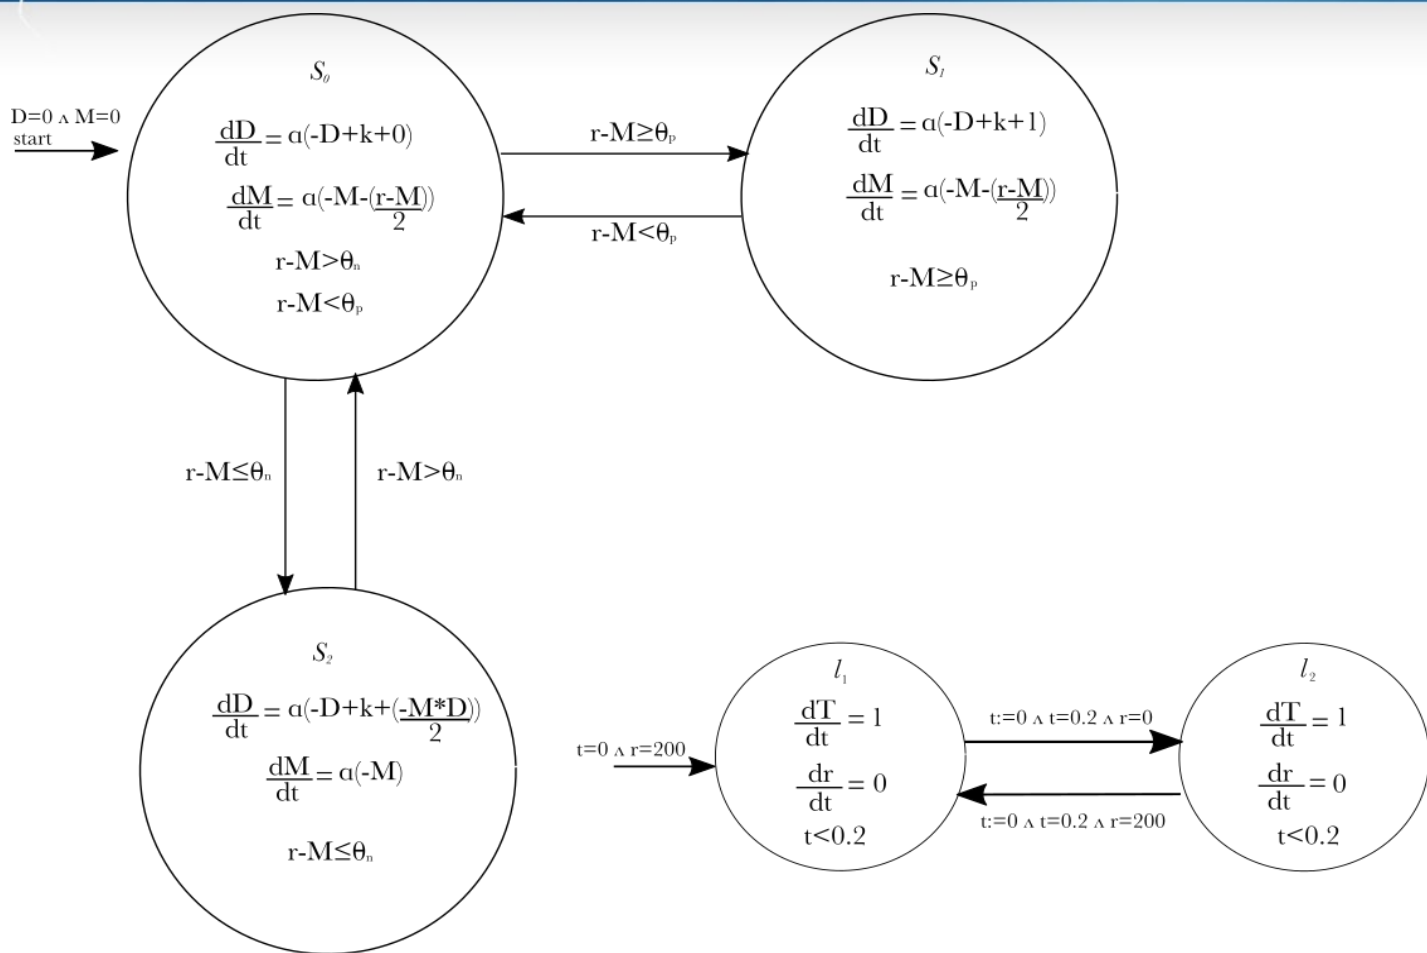 S₀
dD/dt = α(-D+k+0)
dM/dt = α(-M-(r-M)/2)
r-M>θₙ
r-M<θₚ
D=0 ∧ M=0
start
r-M≥θₚ
r-M<θₚ
S₁
dD/dt = α(-D+k+1)
dM/dt = α(-M-(r-M)/2)
r-M≥θₚ
r-M≤θₙ
r-M>θₙ
S₂
dD/dt = α(-D+k+(-M*D)/2)
dM/dt = α(-M)
r-M≤θₙ
t=0 ∧ r=200
l₁
dT/dt = 1
dr/dt = 0
t<0.2
t:=0 ∧ t=0.2 ∧ r=0
t:=0 ∧ t=0.2 ∧ r=200
l₂
dT/dt = 1
dr/dt = 0
t<0.2